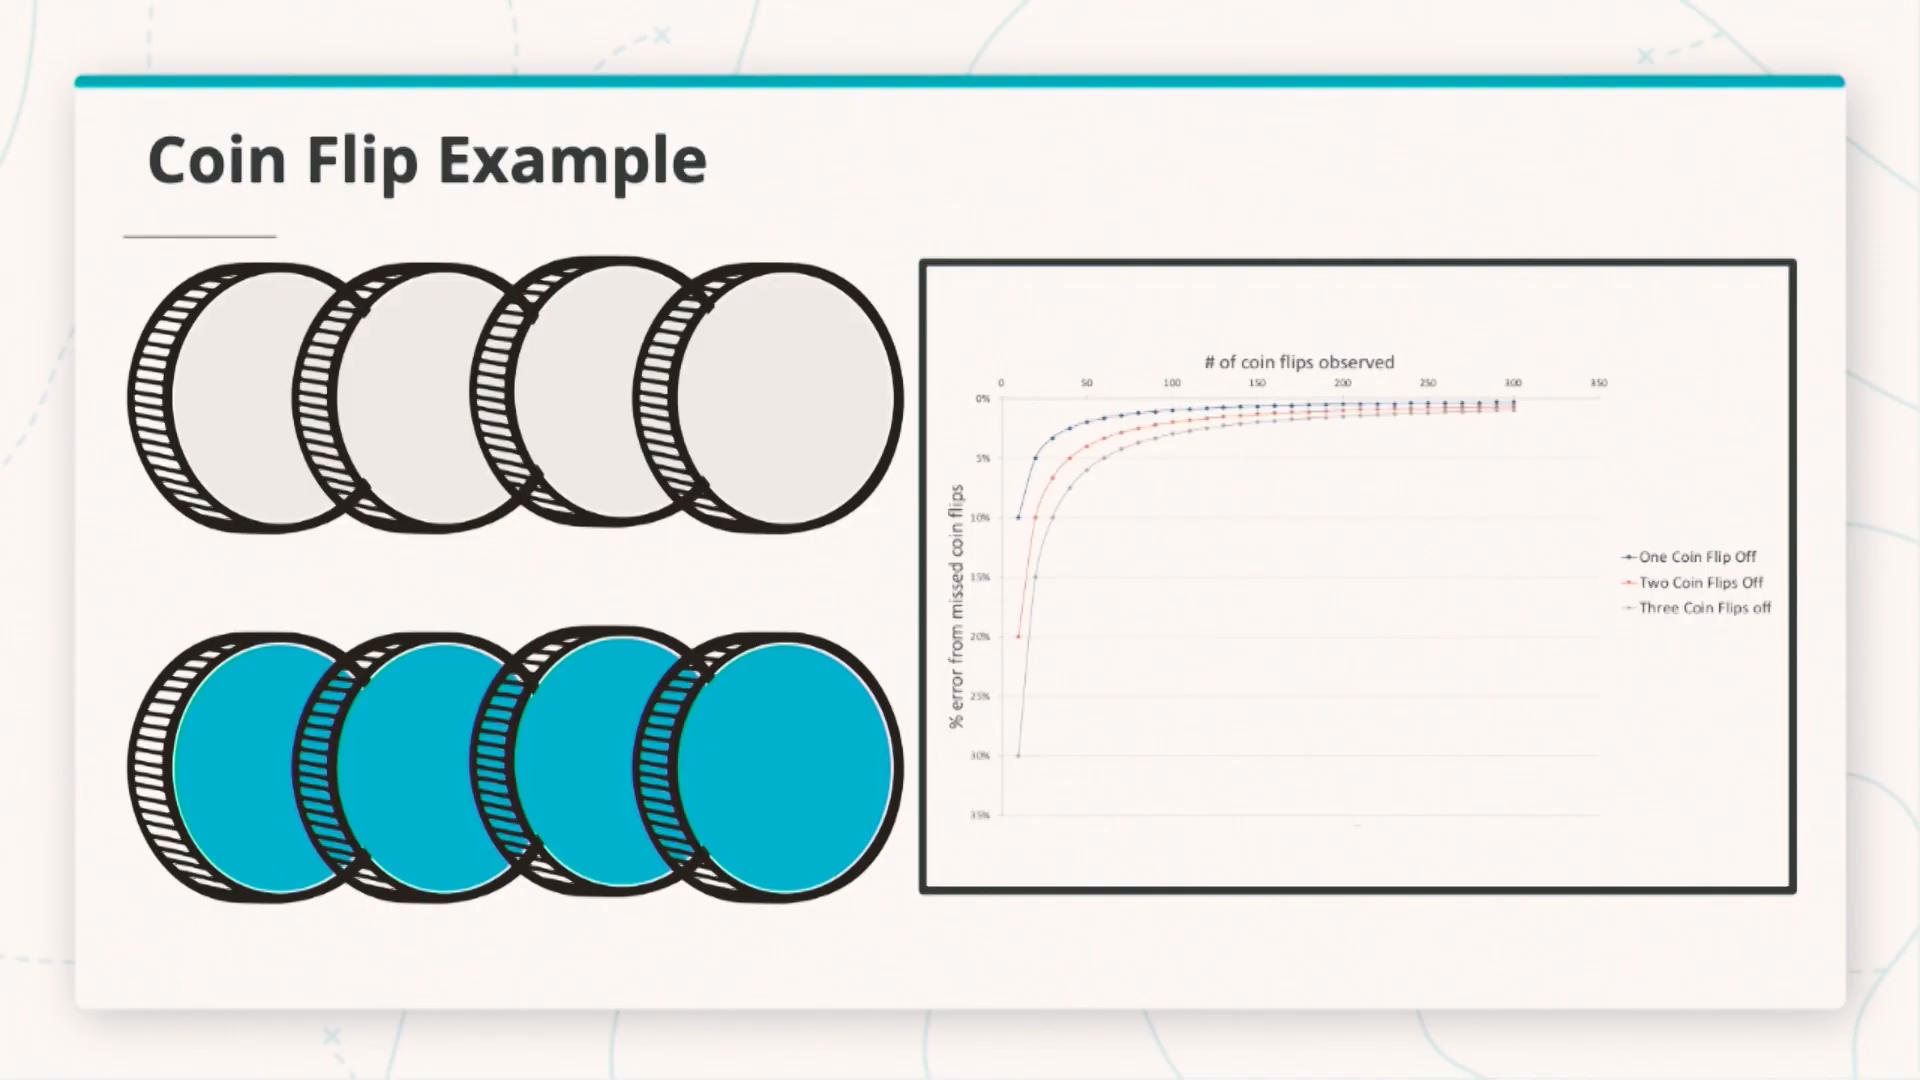 Coin Flip Example
# of coin flips observed
0 50 100 150 200 250 300 350
0%
5%
10%
15%
20%
25%
30%
35%
% error from missed coin flips
One Coin Flip Off
Two Coin Flips Off
Three Coin Flips off